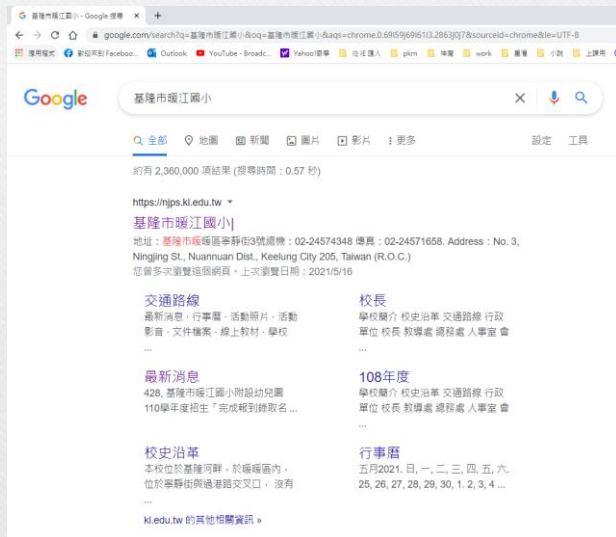 基隆市暖江國小 - Google 搜尋
google.com/search?q=基隆市暖江國小&oq=基隆市暖江國小&aqs=chrome.0.69i59j69i61l3.2863j0j7&sourceid=chrome&ie=UTF-8
應用程式 歡迎來到 Faceboo... Outlook YouTube - Broadc... Yahoo!奇摩 pkm work 小說 上課用
Google
基隆市暖江國小
全部 地圖 新聞 圖片 影片 更多 設定 工具
約有 2,360,000 項結果 (搜尋時間：0.57 秒)
https://njps.kl.edu.tw
基隆市暖江國小|
地址：基隆市暖暖區寧靜街3號總機：02-24574348 傳真：02-24571658. Address : No. 3,
Ningjing St., Nuannuan Dist., Keelung City 205, Taiwan (R.O.C.)
您曾多次瀏覽這個網頁。上次瀏覽日期：2021/5/16
交通路線
最新消息 · 行事曆 · 活動照片 · 活動
影音 · 文件檔案 · 線上教材 · 學校
...
校長
學校簡介 校史沿革 交通路線 行政
單位 校長 教導處 總務處 人事室 會
...
最新消息
428, 基隆市暖江國小附設幼兒園
110學年度招生「完成報到錄取名 ...
108年度
學校簡介 校史沿革 交通路線 行政
單位 校長 教導處 總務處 人事室 會
...
校史沿革
本校位於基隆河畔，於暖暖區內，
位於寧靜街與過港路交叉口， 沒有
...
行事曆
五月2021. 日, 一, 二, 三, 四, 五, 六.
25, 26, 27, 28, 29, 30, 1. 2, 3, 4 ...
kl.edu.tw 的其他相關資訊 »